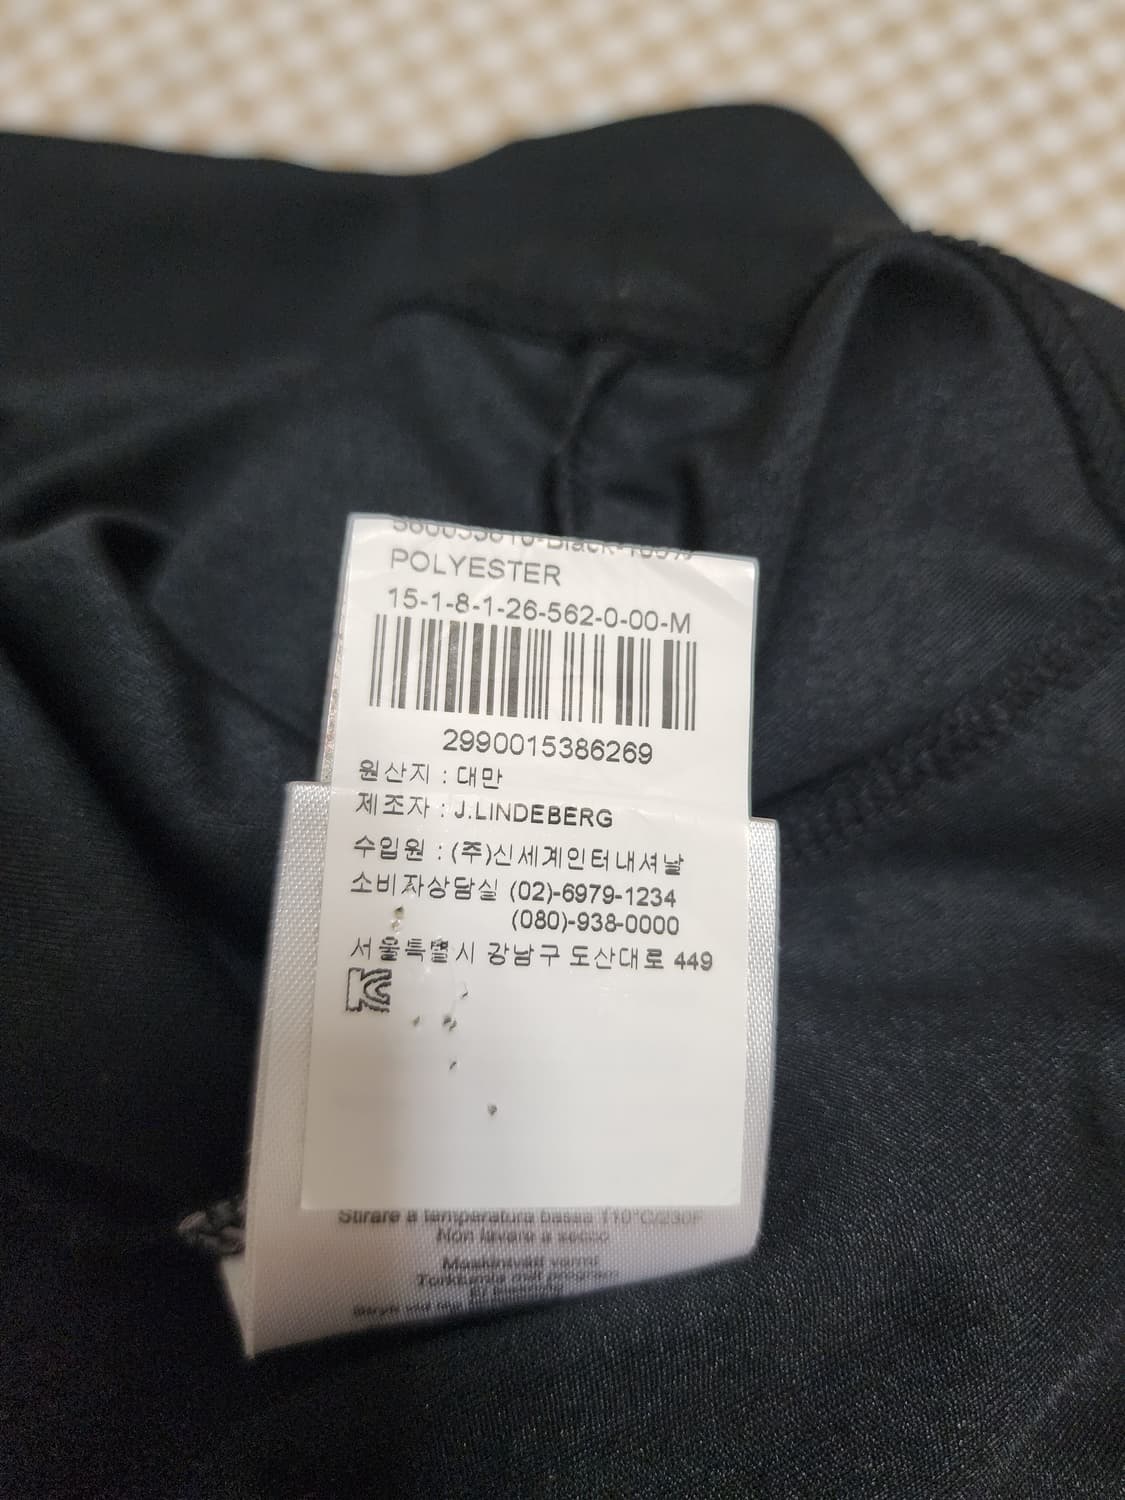 POLYESTER
15-1-8-1-26-562-0-00-M
2990015386269
원산지 : 대만
제조자 : J.LINDEBERG
수입원 : (주)신세계인터내셔날
소비자상담실 (02)-6979-1234
(080)-938-0000
서울특별시 강남구 도산대로 449
Stirare a temperatura bassa 110°C/230F
Non lavare a secco
Maskintvätt varmt